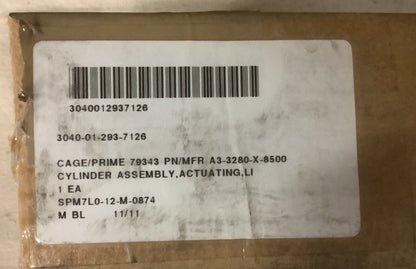 3040012937126
3040-01-293-7126
CAGE/PRIME 79343 PN/MFR A3-3280-X-8500
CYLINDER ASSEMBLY,ACTUATING,LI
1 EA
SPM7L0-12-M-0874
M BL 11/11